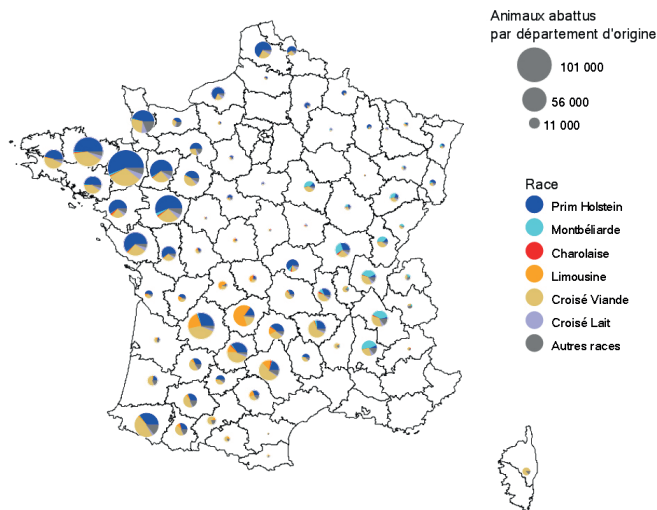 Animaux abattus
par département d'origine
101 000
56 000
11 000
Race
Prim Holstein
Montbéliarde
Charolaise
Limousine
Croisé Viande
Croisé Lait
Autres races